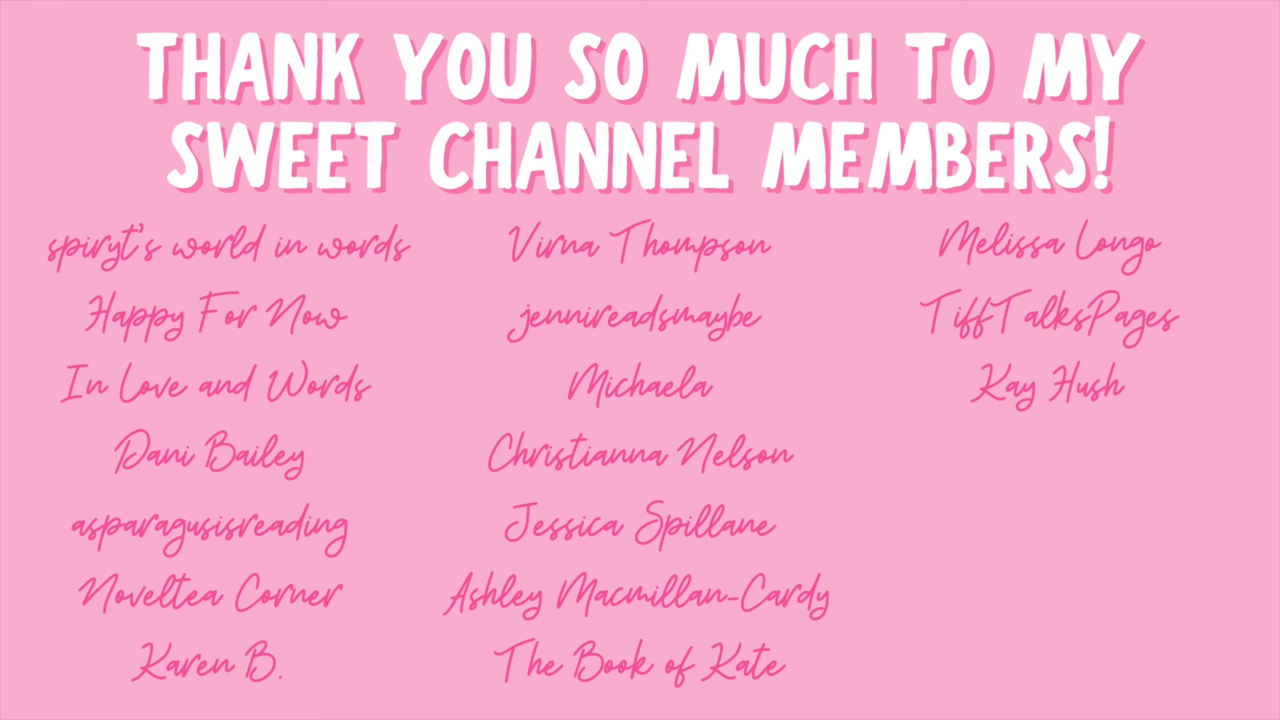 THANK YOU SO MUCH TO MY
SWEET CHANNEL MEMBERS!
spiryt's world in words
Happy For Now
In Love and Words
Dani Bailey
asparagusisreading
Noveltea Corner
Karen B.
Virna Thompson
jennireadsmaybe
Michaela
Christianna Nelson
Jessica Spillane
Ashley Macmillan-Cardy
The Book of Kate
Melissa Longo
TiffTalksPages
Kay Hush